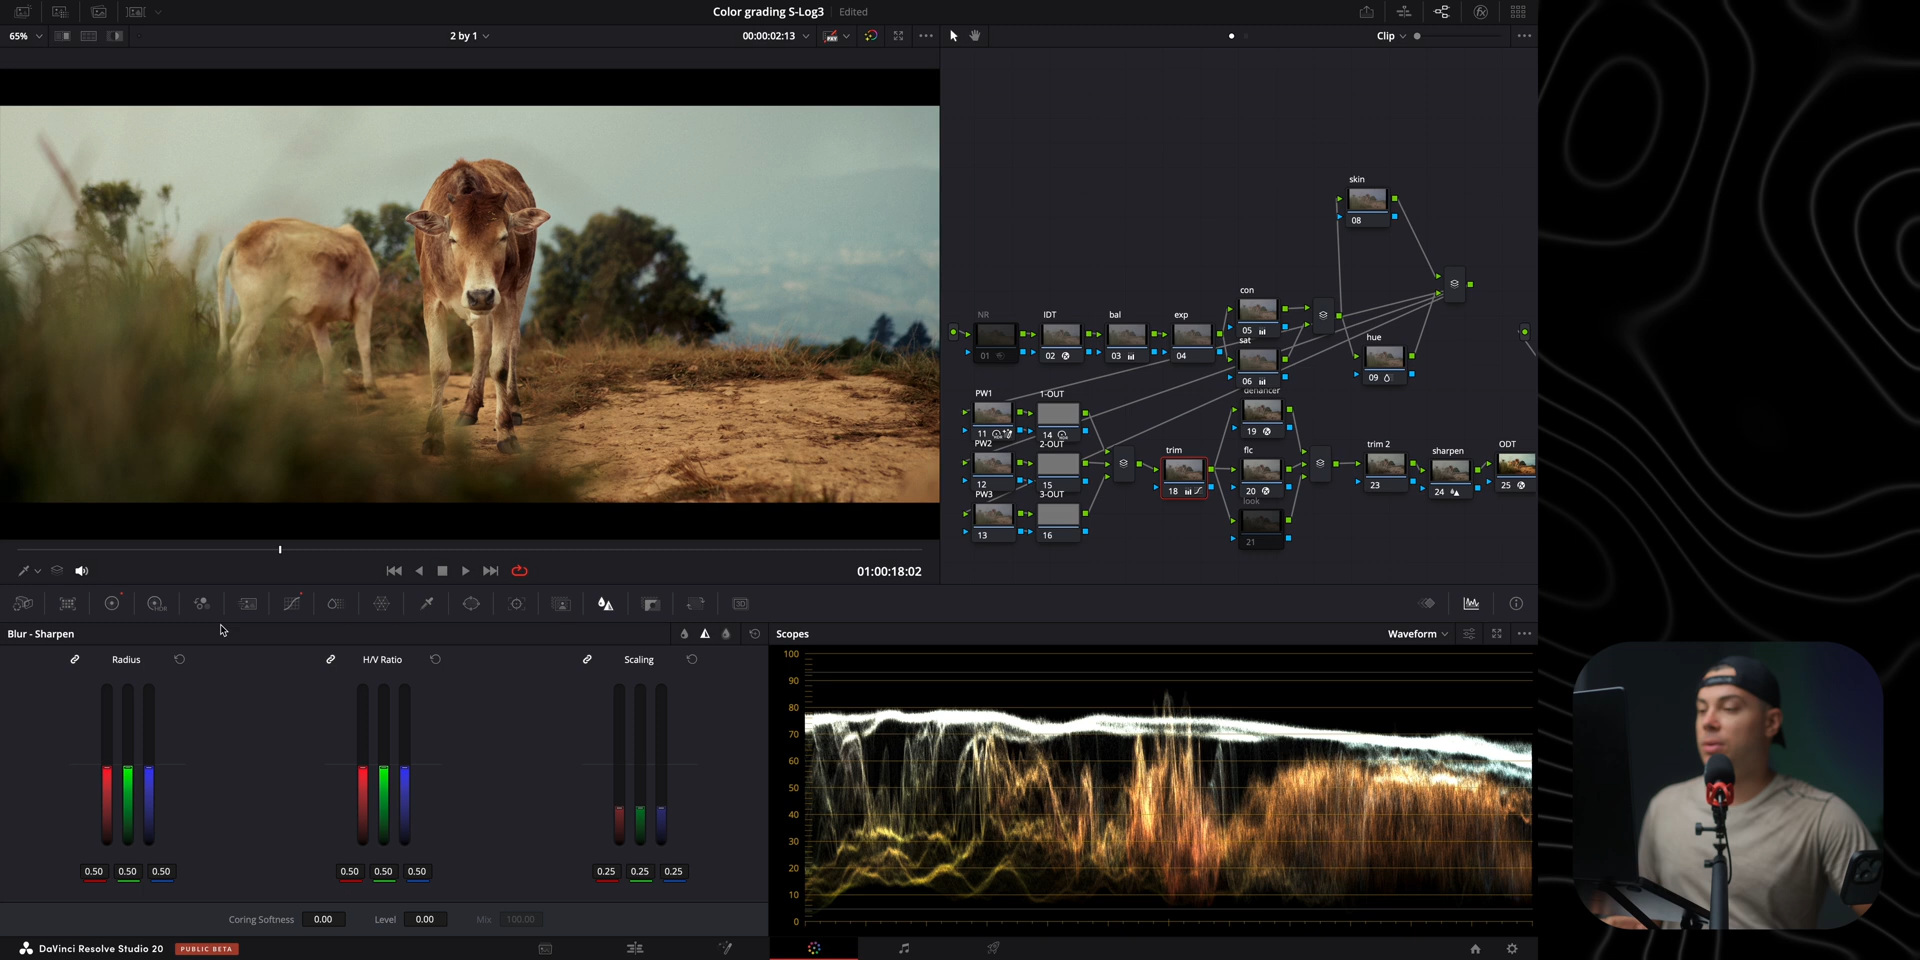 Color grading S-Log3 Edited
65% 2 by 1 00:00:02:13 Clip
skin
08
con
NR IDT bal exp
05
01 02 03 04
sat
hue
06
09
denancer
PW1 1-OUT
11 14
19
PW2 2-OUT trim flc trim 2 sharpen ODT
12 15
18 20 23 24 25
PW3 3-OUT look
13 16
21
01:00:18:02
HDR
3D
Blur - Sharpen
Radius H/V Ratio Scaling
0.50 0.50 0.50 0.50 0.50 0.50 0.25 0.25 0.25
Coring Softness 0.00 Level 0.00 Mix 100.00
Scopes Waveform
100
90
80
70
60
50
40
30
20
10
0
DaVinci Resolve Studio 20 PUBLIC BETA